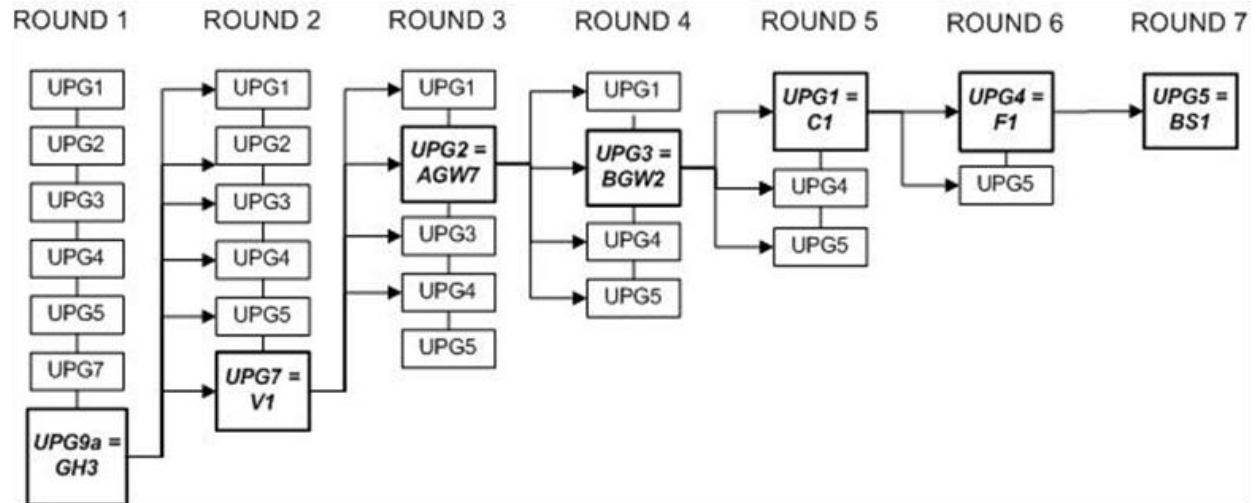 ROUND 1
ROUND 2
ROUND 3
ROUND 4
ROUND 5
ROUND 6
ROUND 7
UPG1
UPG2
UPG3
UPG4
UPG5
UPG7
UPG9a =
GH3
UPG1
UPG2
UPG3
UPG4
UPG5
UPG7 =
V1
UPG1
UPG2 =
AGW7
UPG3
UPG4
UPG5
UPG1
UPG3 =
BGW2
UPG4
UPG5
UPG1 =
C1
UPG4
UPG5
UPG4 =
F1
UPG5
UPG5 =
BS1